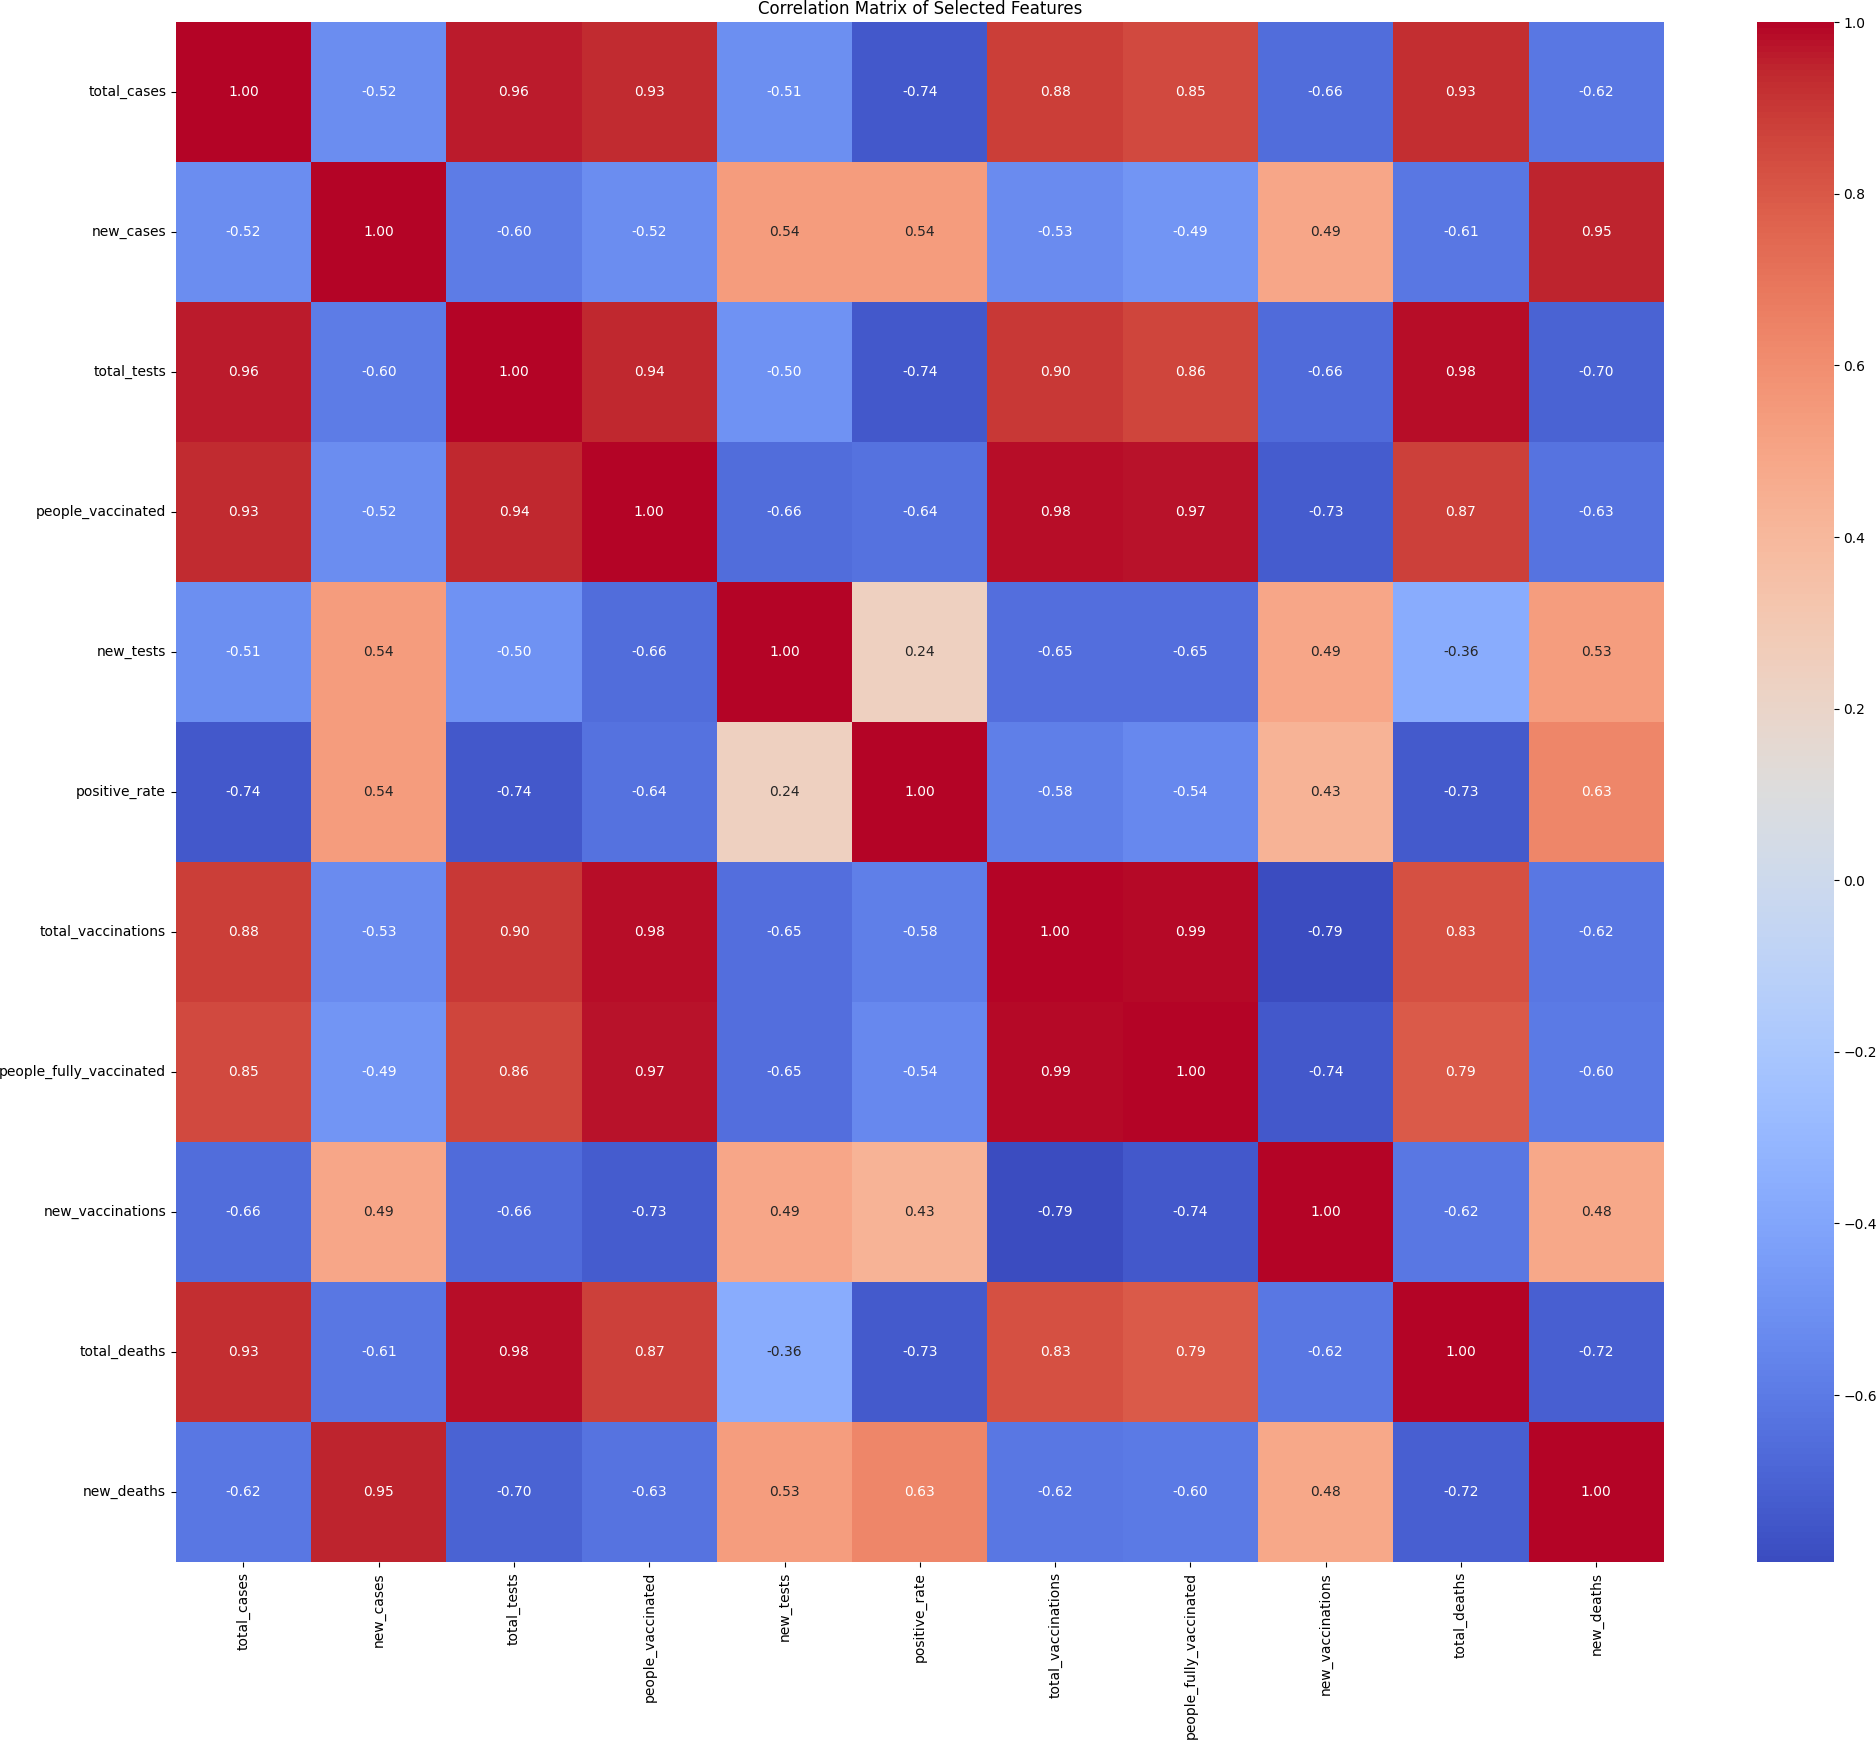 Correlation Matrix of Selected Features
total_cases 1.00 -0.52 0.96 0.93 -0.51 -0.74 0.88 0.85 -0.66 0.93 -0.62
new_cases -0.52 1.00 -0.60 -0.52 0.54 0.54 -0.53 -0.49 0.49 -0.61 0.95
total_tests 0.96 -0.60 1.00 0.94 -0.50 -0.74 0.90 0.86 -0.66 0.98 -0.70
people_vaccinated 0.93 -0.52 0.94 1.00 -0.66 -0.64 0.98 0.97 -0.73 0.87 -0.63
new_tests -0.51 0.54 -0.50 -0.66 1.00 0.24 -0.65 -0.65 0.49 -0.36 0.53
positive_rate -0.74 0.54 -0.74 -0.64 0.24 1.00 -0.58 -0.54 0.43 -0.73 0.63
total_vaccinations 0.88 -0.53 0.90 0.98 -0.65 -0.58 1.00 0.99 -0.79 0.83 -0.62
people_fully_vaccinated 0.85 -0.49 0.86 0.97 -0.65 -0.54 0.99 1.00 -0.74 0.79 -0.60
new_vaccinations -0.66 0.49 -0.66 -0.73 0.49 0.43 -0.79 -0.74 1.00 -0.62 0.48
total_deaths 0.93 -0.61 0.98 0.87 -0.36 -0.73 0.83 0.79 -0.62 1.00 -0.72
new_deaths -0.62 0.95 -0.70 -0.63 0.53 0.63 -0.62 -0.60 0.48 -0.72 1.00
total_cases
new_cases
total_tests
people_vaccinated
new_tests
positive_rate
total_vaccinations
people_fully_vaccinated
new_vaccinations
total_deaths
new_deaths
1.0
0.8
0.6
0.4
0.2
0.0
−0.2
−0.4
−0.6